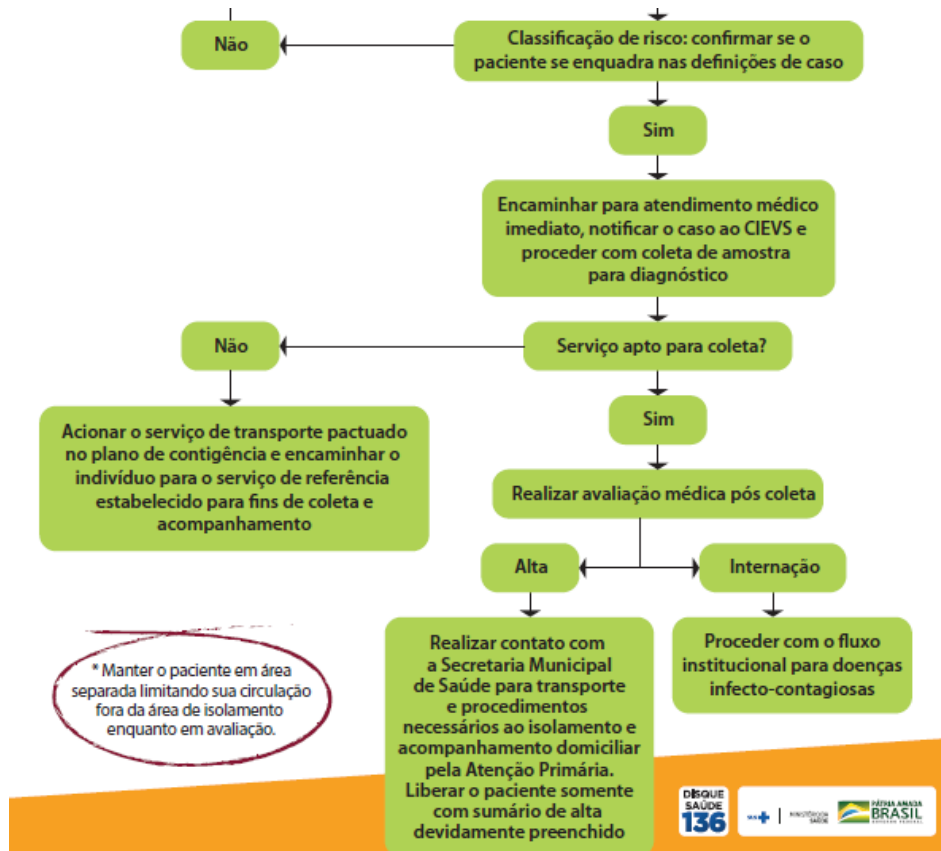 Não
Classificação de risco: confirmar se o
paciente se enquadra nas definições de caso
Sim
Encaminhar para atendimento médico
imediato, notificar o caso ao CIEVS e
proceder com coleta de amostra
para diagnóstico
Não
Serviço apto para coleta?
Acionar o serviço de transporte pactuado
no plano de contigência e encaminhar o
indivíduo para o serviço de referência
estabelecido para fins de coleta e
acompanhamento
Sim
Realizar avaliação médica pós coleta
Alta
Internação
* Manter o paciente em área
separada limitando sua circulação
fora da área de isolamento
enquanto em avaliação.
Realizar contato com
a Secretaria Municipal
de Saúde para transporte
e procedimentos
necessários ao isolamento e
acompanhamento domiciliar
pela Atenção Primária.
Liberar o paciente somente
com sumário de alta
devidamente preenchido
Proceder com o fluxo
institucional para doenças
infecto-contagiosas
DISQUE
SAÚDE
136
SUS
MINISTÉRIO DA
SAÚDE
PÁTRIA AMADA
BRASIL
GOVERNO FEDERAL